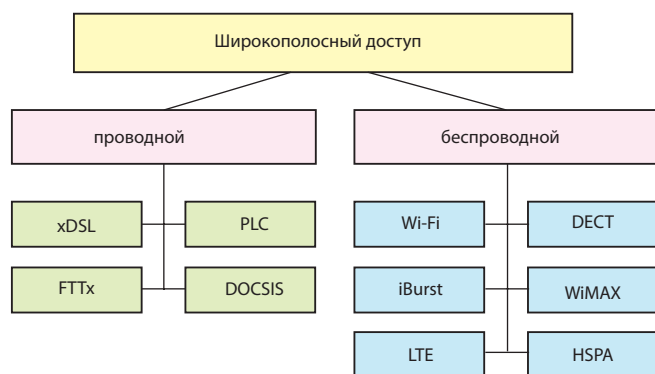 Широкополосный доступ
проводной
беспроводной
xDSL
PLC
FTTx
DOCSIS
Wi-Fi
DECT
iBurst
WiMAX
LTE
HSPA